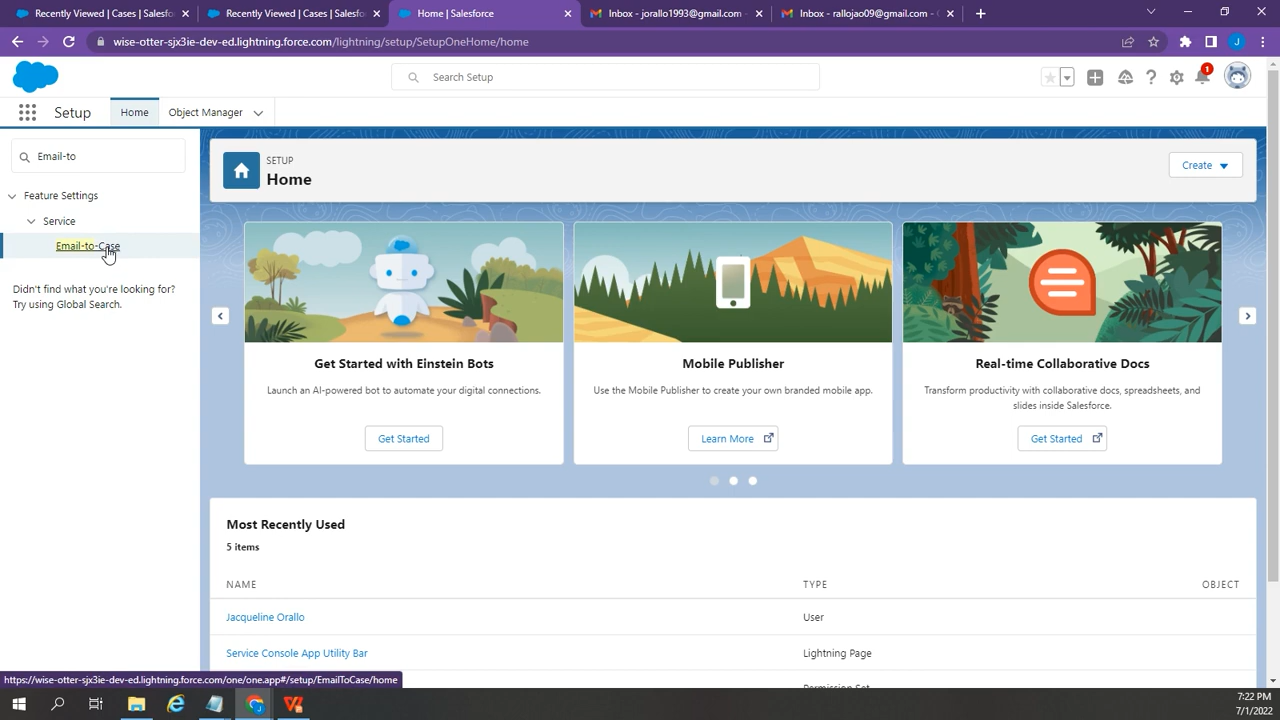 Recently Viewed | Cases | Salesfo
Recently Viewed | Cases | Salesfo
Home | Salesforce
Inbox - jorallo1993@gmail.com -
Inbox - rallojao09@gmail.com -
wise-otter-sjx3ie-dev-ed.lightning.force.com/lightning/setup/SetupOneHome/home
J
Search Setup
1
Setup
Home
Object Manager
Email-to
Feature Settings
Service
Email-to-Case
Didn't find what you're looking for?
Try using Global Search.
SETUP
Home
Create
Get Started with Einstein Bots
Launch an AI-powered bot to automate your digital connections.
Get Started
Mobile Publisher
Use the Mobile Publisher to create your own branded mobile app.
Learn More
Real-time Collaborative Docs
Transform productivity with collaborative docs, spreadsheets, and
slides inside Salesforce.
Get Started
Most Recently Used
5 items
NAME TYPE OBJECT
Jacqueline Orallo User
Service Console App Utility Bar Lightning Page
https://wise-otter-sjx3ie-dev-ed.lightning.force.com/one/one.app#/setup/EmailToCase/home
7:22 PM
7/1/2022